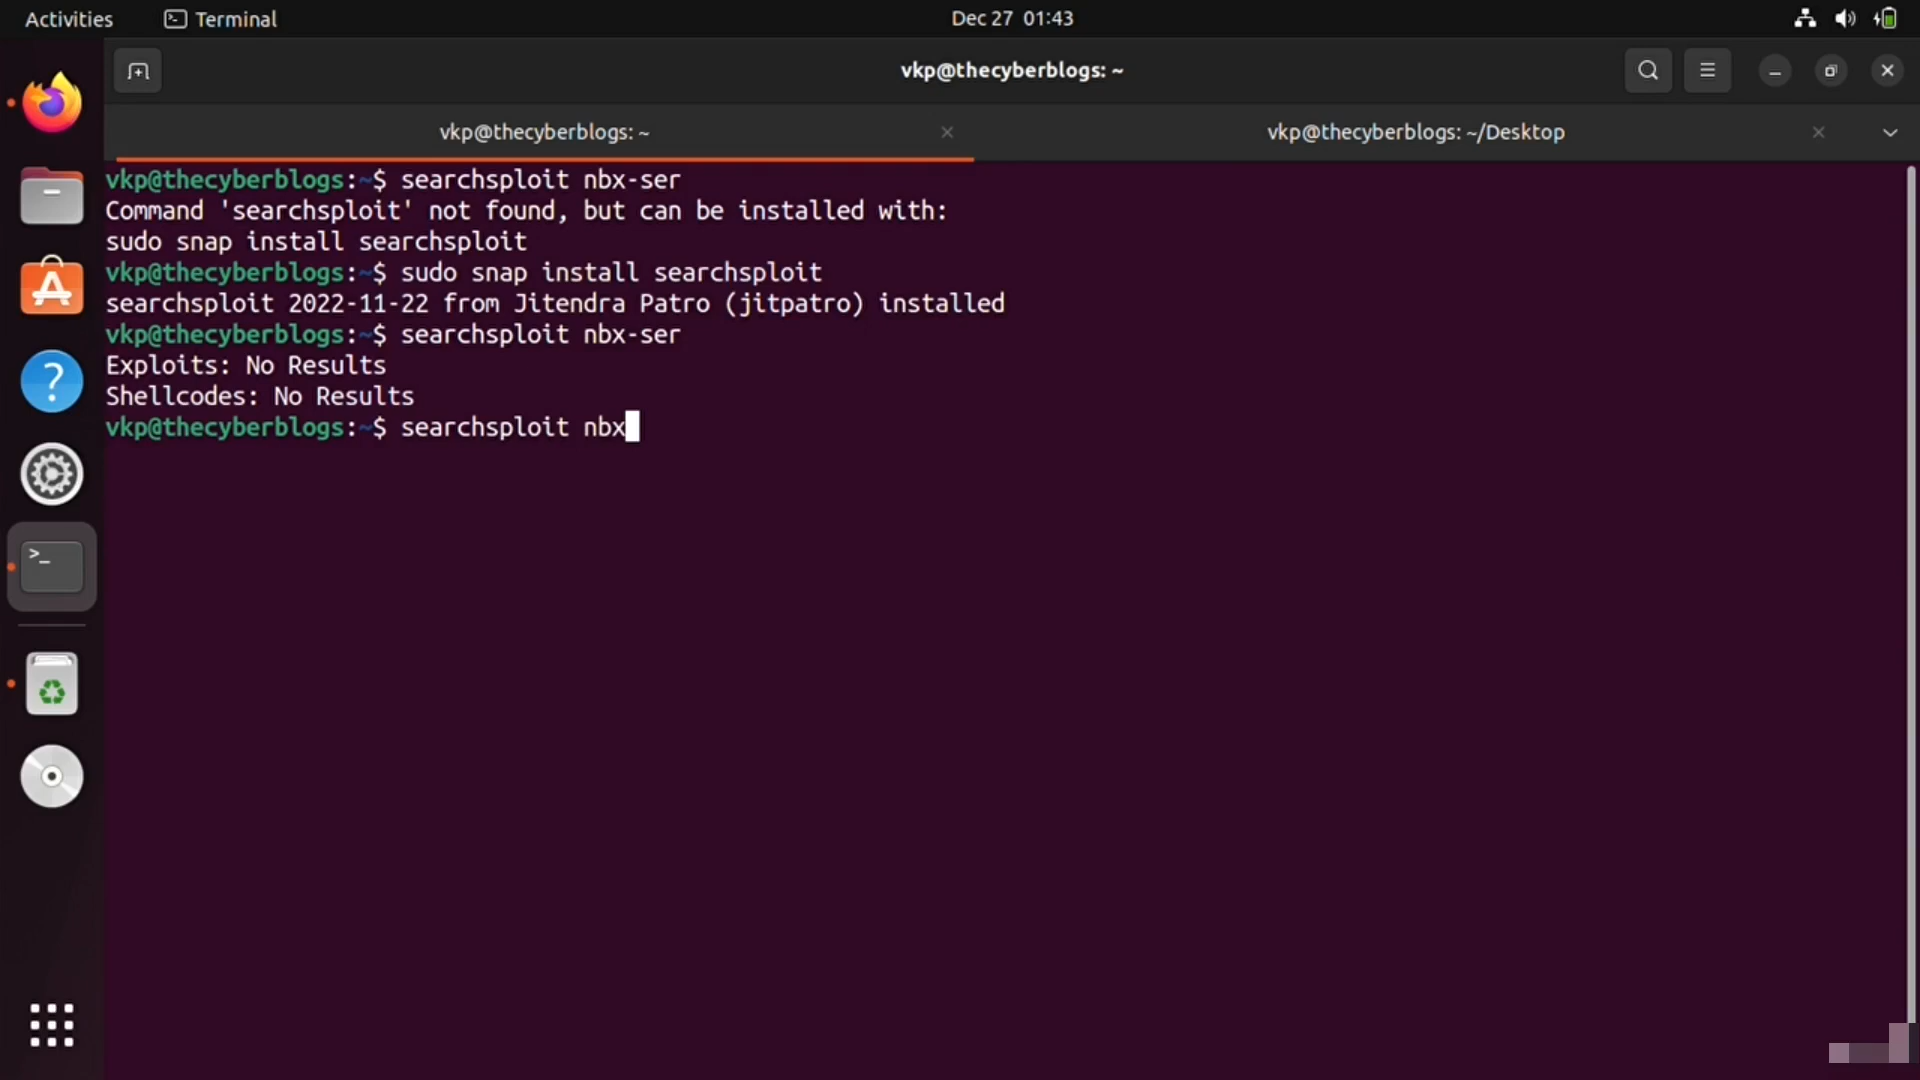 Activities Terminal Dec 27 01:43
vkp@thecyberblogs: ~
vkp@thecyberblogs: ~ vkp@thecyberblogs: ~/Desktop
vkp@thecyberblogs:~$ searchsploit nbx-ser
Command 'searchsploit' not found, but can be installed with:
sudo snap install searchsploit
vkp@thecyberblogs:~$ sudo snap install searchsploit
searchsploit 2022-11-22 from Jitendra Patro (jitpatro) installed
vkp@thecyberblogs:~$ searchsploit nbx-ser
Exploits: No Results
Shellcodes: No Results
vkp@thecyberblogs:~$ searchsploit nbx